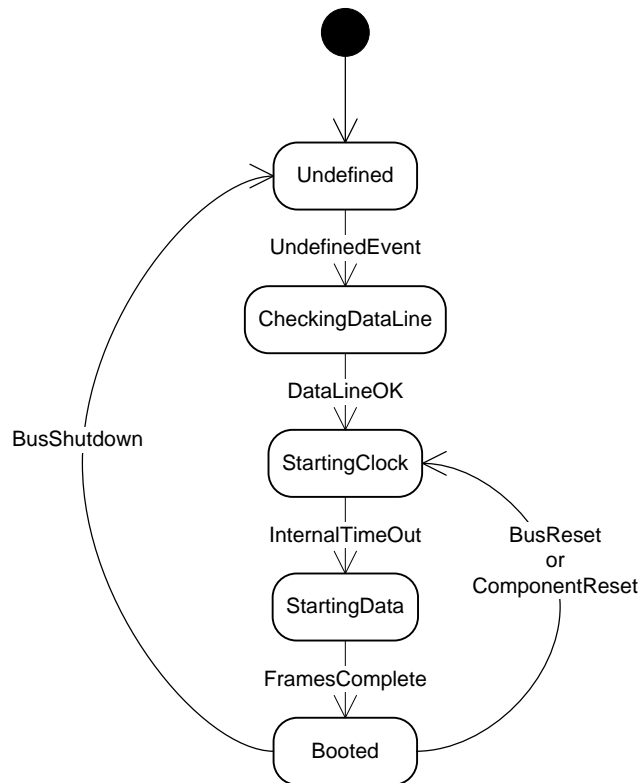 Undefined
UndefinedEvent
CheckingDataLine
DataLineOK
BusShutdown
StartingClock
InternalTimeOut
BusReset
or
ComponentReset
StartingData
FramesComplete
Booted